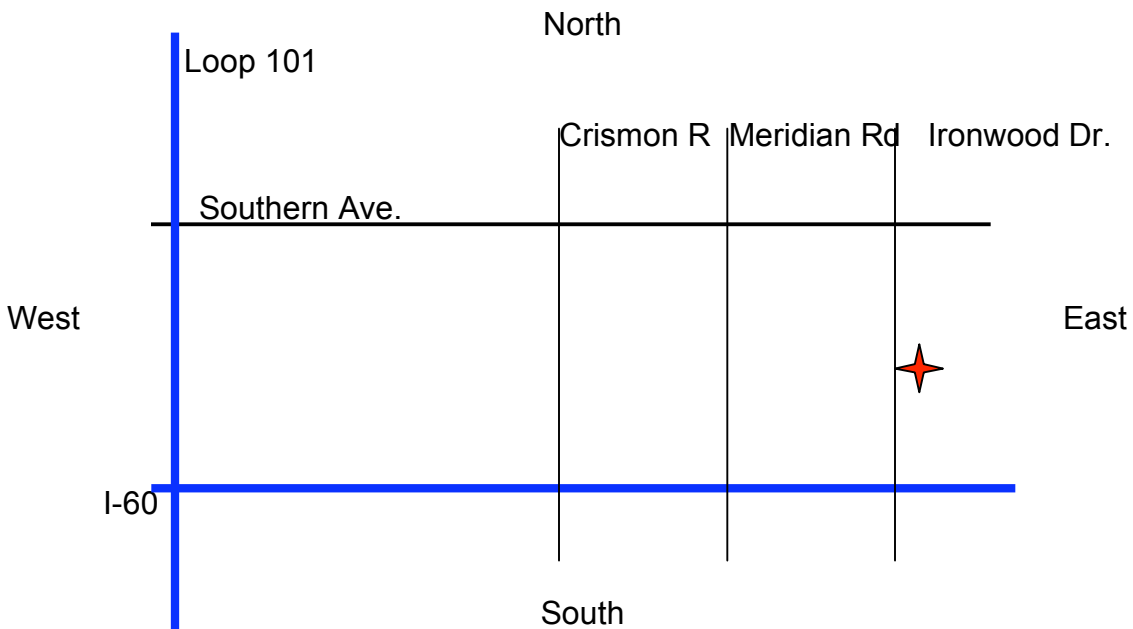 North
Loop 101
Crismon R Meridian Rd Ironwood Dr.
Southern Ave.
West East
I-60
South